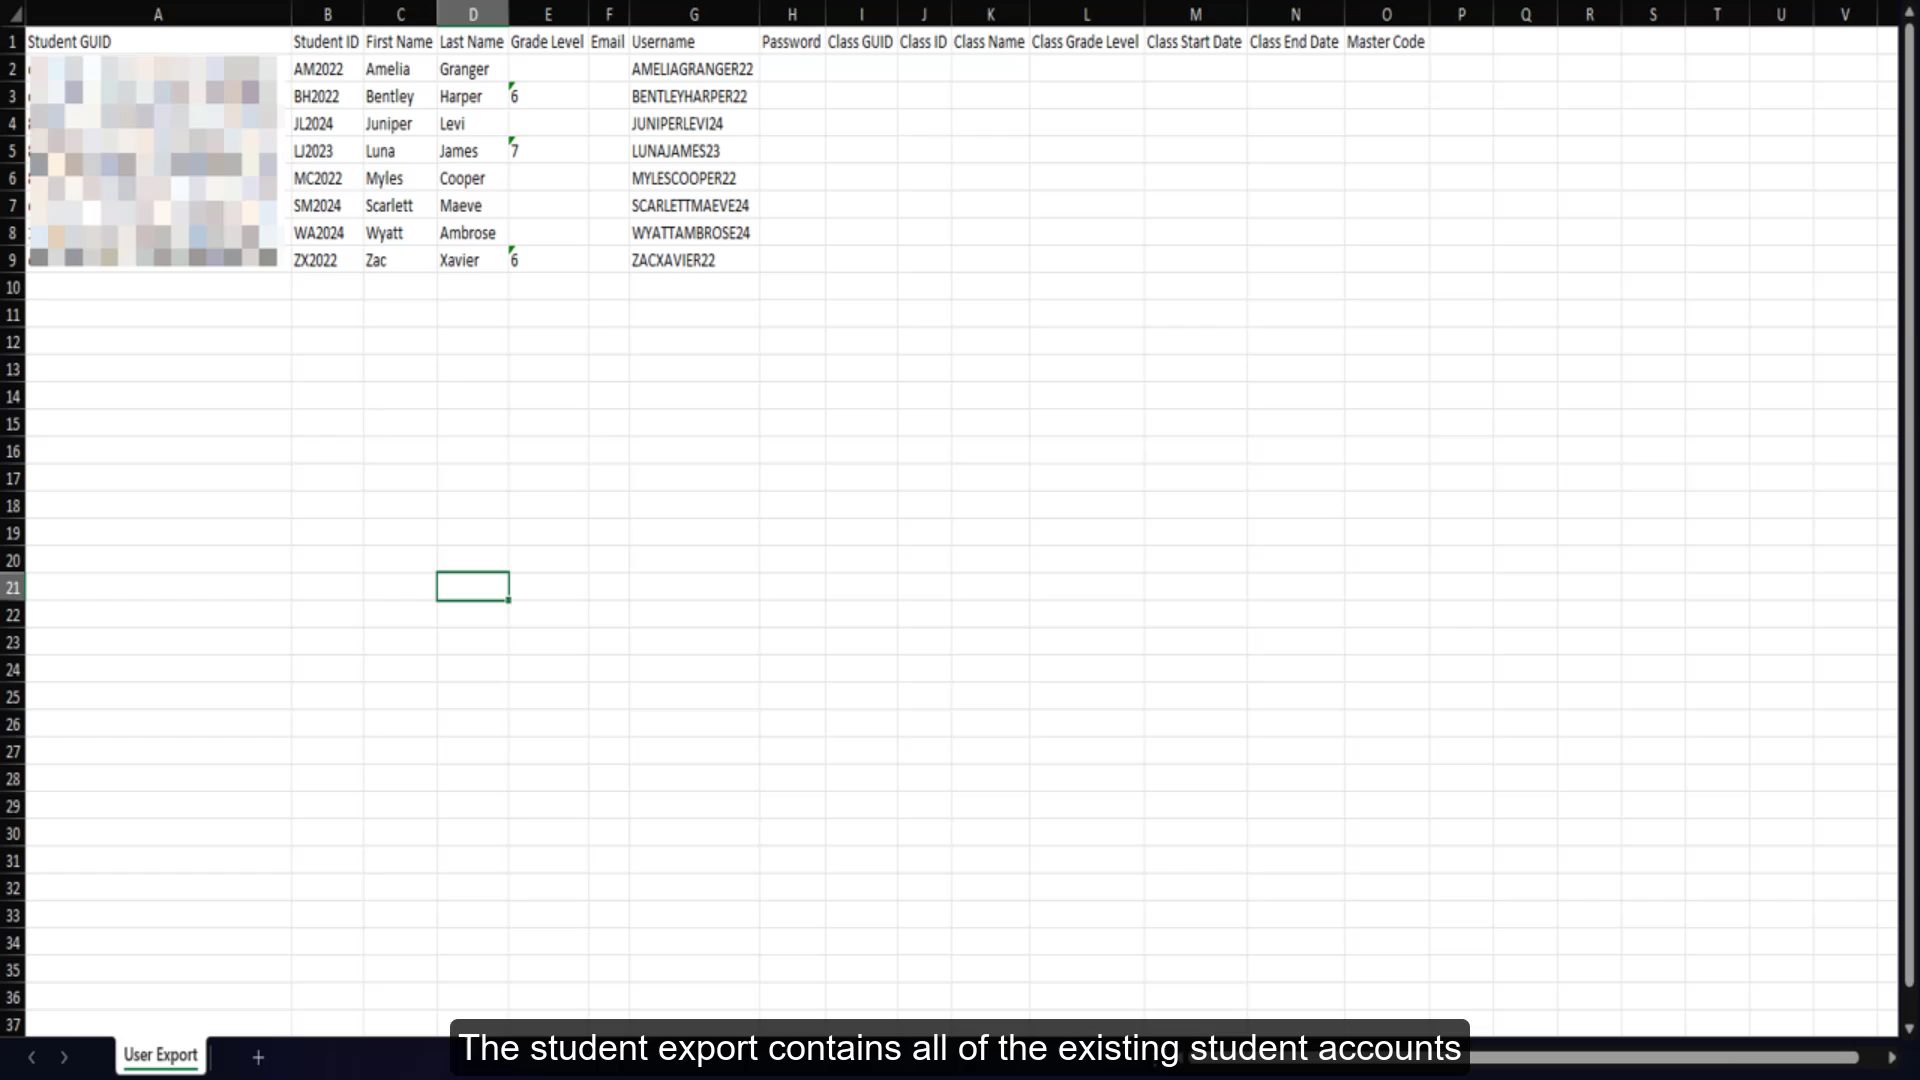 A B C D E F G H I J K L M N O P Q R S T U V
1 Student GUID Student ID First Name Last Name Grade Level Email Username Password Class GUID Class ID Class Name Class Grade Level Class Start Date Class End Date Master Code
2 AM2022 Amelia Granger AMELIAGRANGER22
3 BH2022 Bentley Harper 6 BENTLEYHARPER22
4 JL2024 Juniper Levi JUNIPERLEVI24
5 LJ2023 Luna James 7 LUNAJAMES23
6 MC2022 Myles Cooper MYLESCOOPER22
7 SM2024 Scarlett Maeve SCARLETTMAEVE24
8 WA2024 Wyatt Ambrose WYATTAMBROSE24
9 ZX2022 Zac Xavier 6 ZACXAVIER22
10
11
12
13
14
15
16
17
18
19
20
21
22
23
24
25
26
27
28
29
30
31
32
33
34
35
36
37
User Export
The student export contains all of the existing student accounts